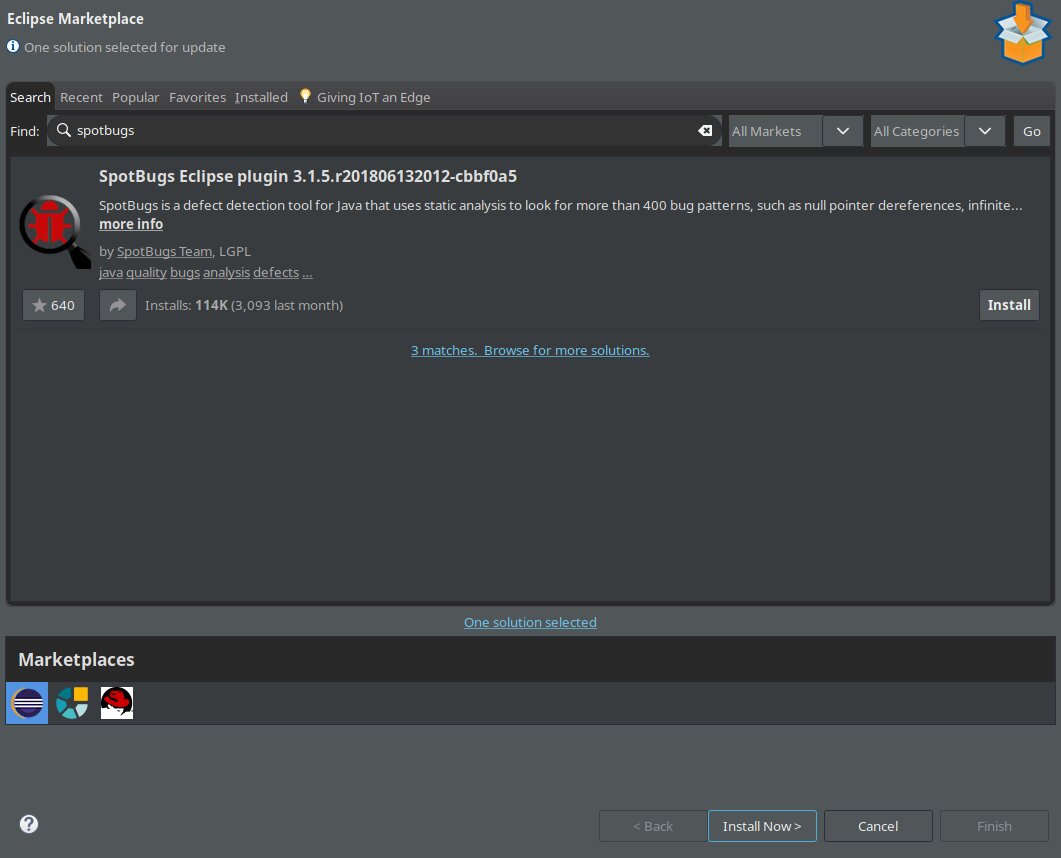 Eclipse Marketplace
One solution selected for update
Search Recent Popular Favorites Installed Giving IoT an Edge
Find: spotbugs All Markets All Categories Go
SpotBugs Eclipse plugin 3.1.5.r201806132012-cbbf0a5
SpotBugs is a defect detection tool for Java that uses static analysis to look for more than 400 bug patterns, such as null pointer dereferences, infinite...
more info
by SpotBugs Team, LGPL
java quality bugs analysis defects ...
640 Installs: 114K (3,093 last month) Install
3 matches. Browse for more solutions.
One solution selected
Marketplaces
? < Back Install Now > Cancel Finish